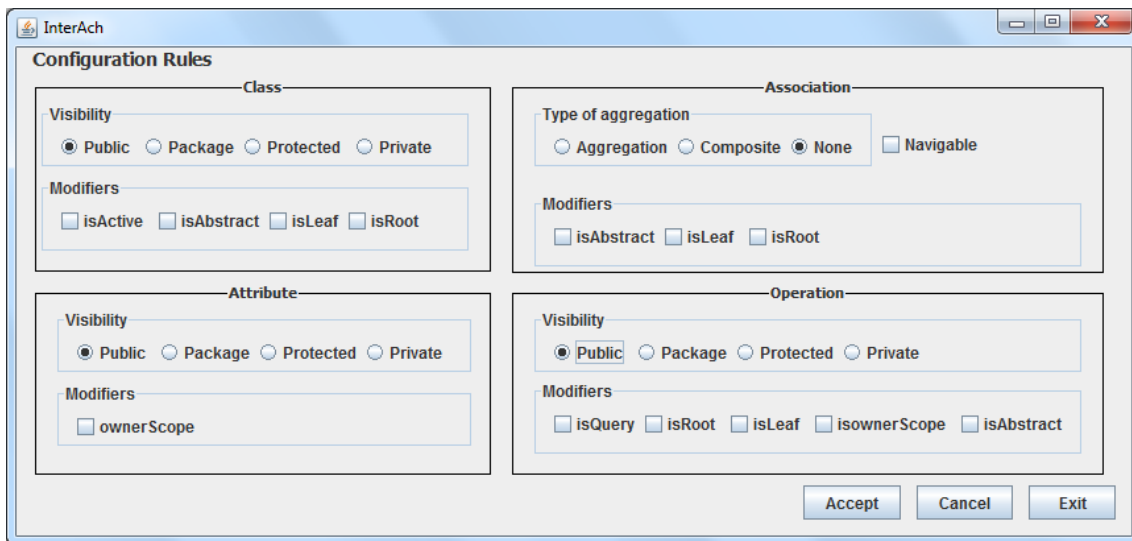 InterAch
Configuration Rules
Class
Visibility
Public Package Protected Private
Modifiers
isActive isAbstract isLeaf isRoot
Association
Type of aggregation
Aggregation Composite None
Navigable
Modifiers
isAbstract isLeaf isRoot
Attribute
Visibility
Public Package Protected Private
Modifiers
ownerScope
Operation
Visibility
Public Package Protected Private
Modifiers
isQuery isRoot isLeaf isownerScope isAbstract
Accept Cancel Exit